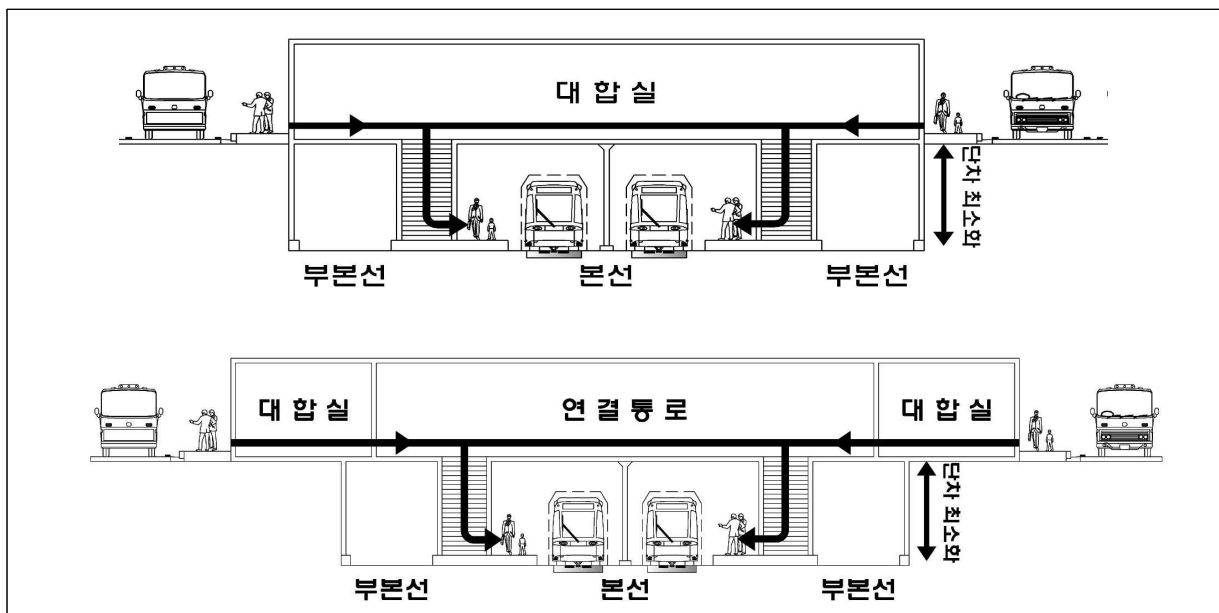 대 합 실
단차 최소화
부본선 본선 부본선
대 합 실 연 결 통 로 대 합 실
단차 최소화
부본선 본선 부본선